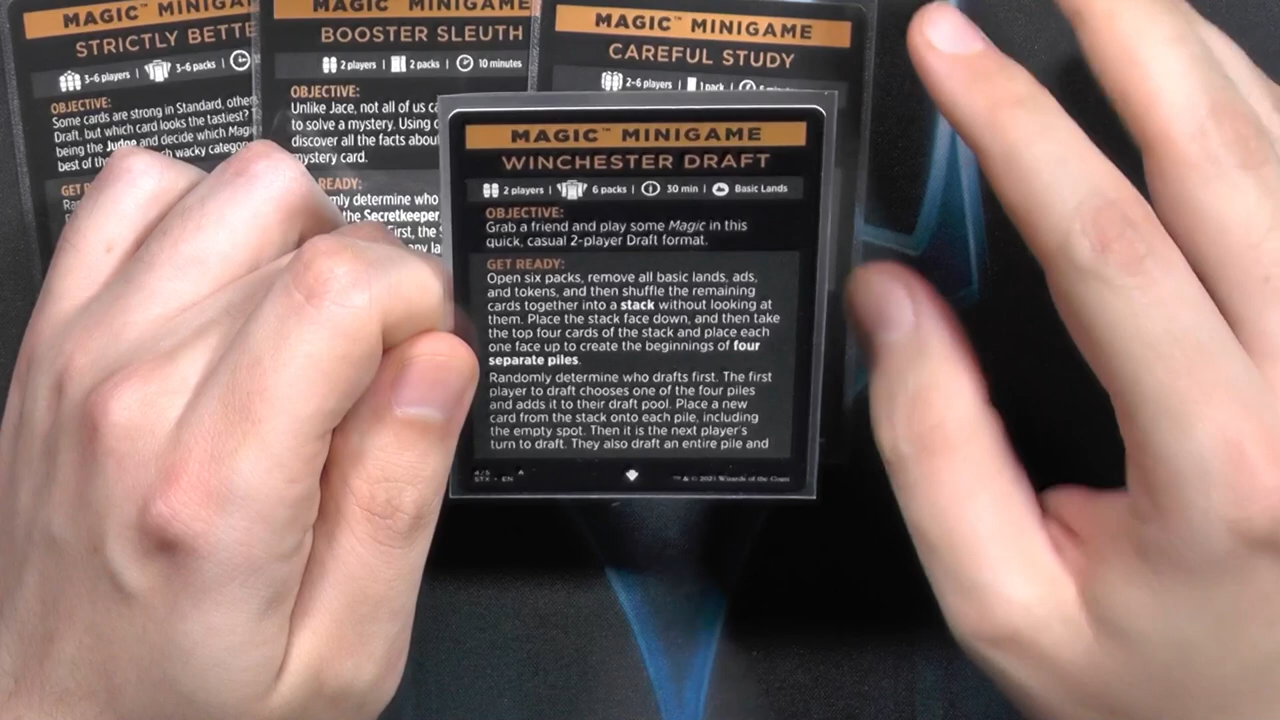 MAGIC™ MINIGAME
STRICTLY
3-6 players | 3-6 packs |
OBJECTIVE:
Some cards are strong in Standard, other
Draft, but which card looks the tastiest?
being the Judge and decide which Magi
best of the wacky
GET
MAGIC™ MINIGAME
BOOSTER SLEUTH
2 players | 2 packs | 10 minutes
OBJECTIVE:
Unlike Jace, not all of us
to solve a mystery. Using
discover all the facts about
mystery card.
READY:
determine who
the Secretkeeper
First, the
MAGIC™ MINIGAME
CAREFUL STUDY
2-6 players | 1 pack |
MAGIC™ MINIGAME
WINCHESTER DRAFT
2 players | 6 packs | 30 min | Basic Lands
OBJECTIVE:
Grab a friend and play some Magic in this
quick, casual 2-player Draft format.
GET READY:
Open six packs, remove all basic lands, ads,
and tokens, and then shuffle the remaining
cards together into a stack without looking at
them. Place the stack face down, and then take
the top four cards of the stack and place each
one face up to create the beginnings of four
separate piles.
Randomly determine who drafts first. The first
player to draft chooses one of the four piles
and adds it to their draft pool. Place a new
card from the stack onto each pile, including
the empty spot. Then it is the next player's
turn to draft. They also draft an entire pile and
4/5
STX • EN
™ & © 2021 Wizards of the Coast